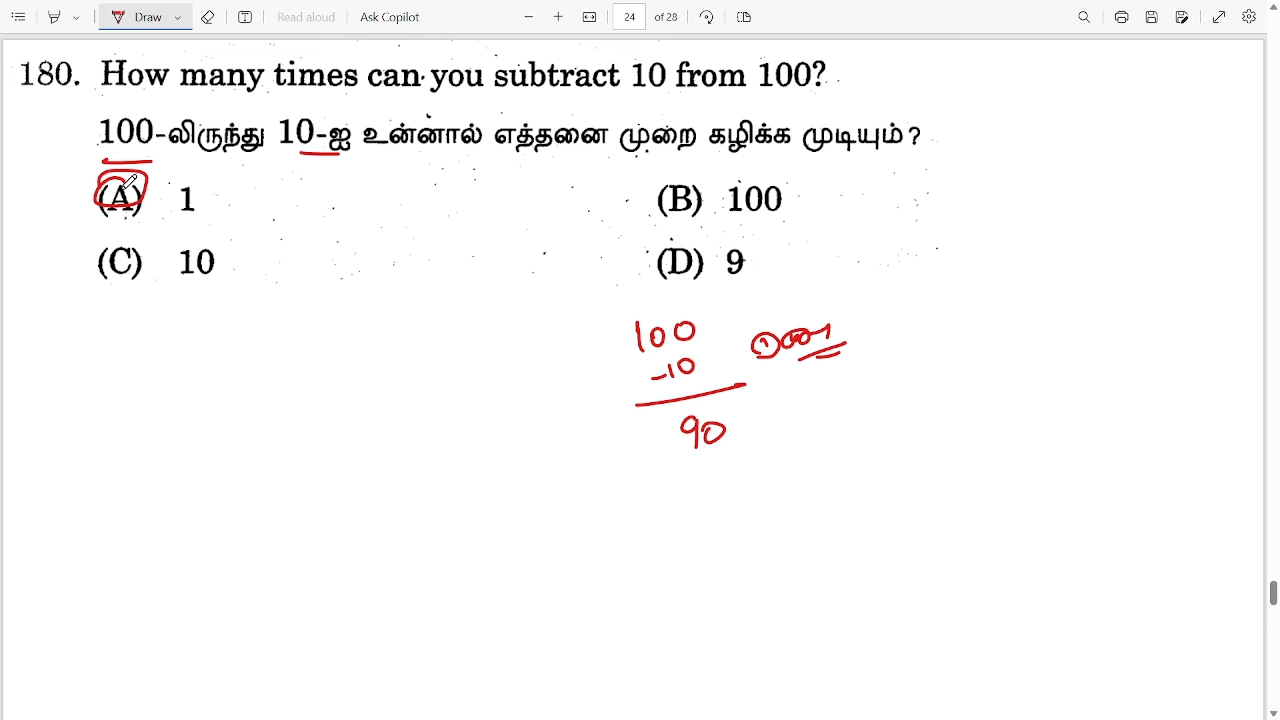 Draw
Read aloud
Ask Copilot
24 of 28
180. How many times can you subtract 10 from 100?
100-லிருந்து 10-ஐ உன்னால் எத்தனை முறை கழிக்க முடியும்?
(A) 1 (B) 100
(C) 10 (D) 9
100
-10
90